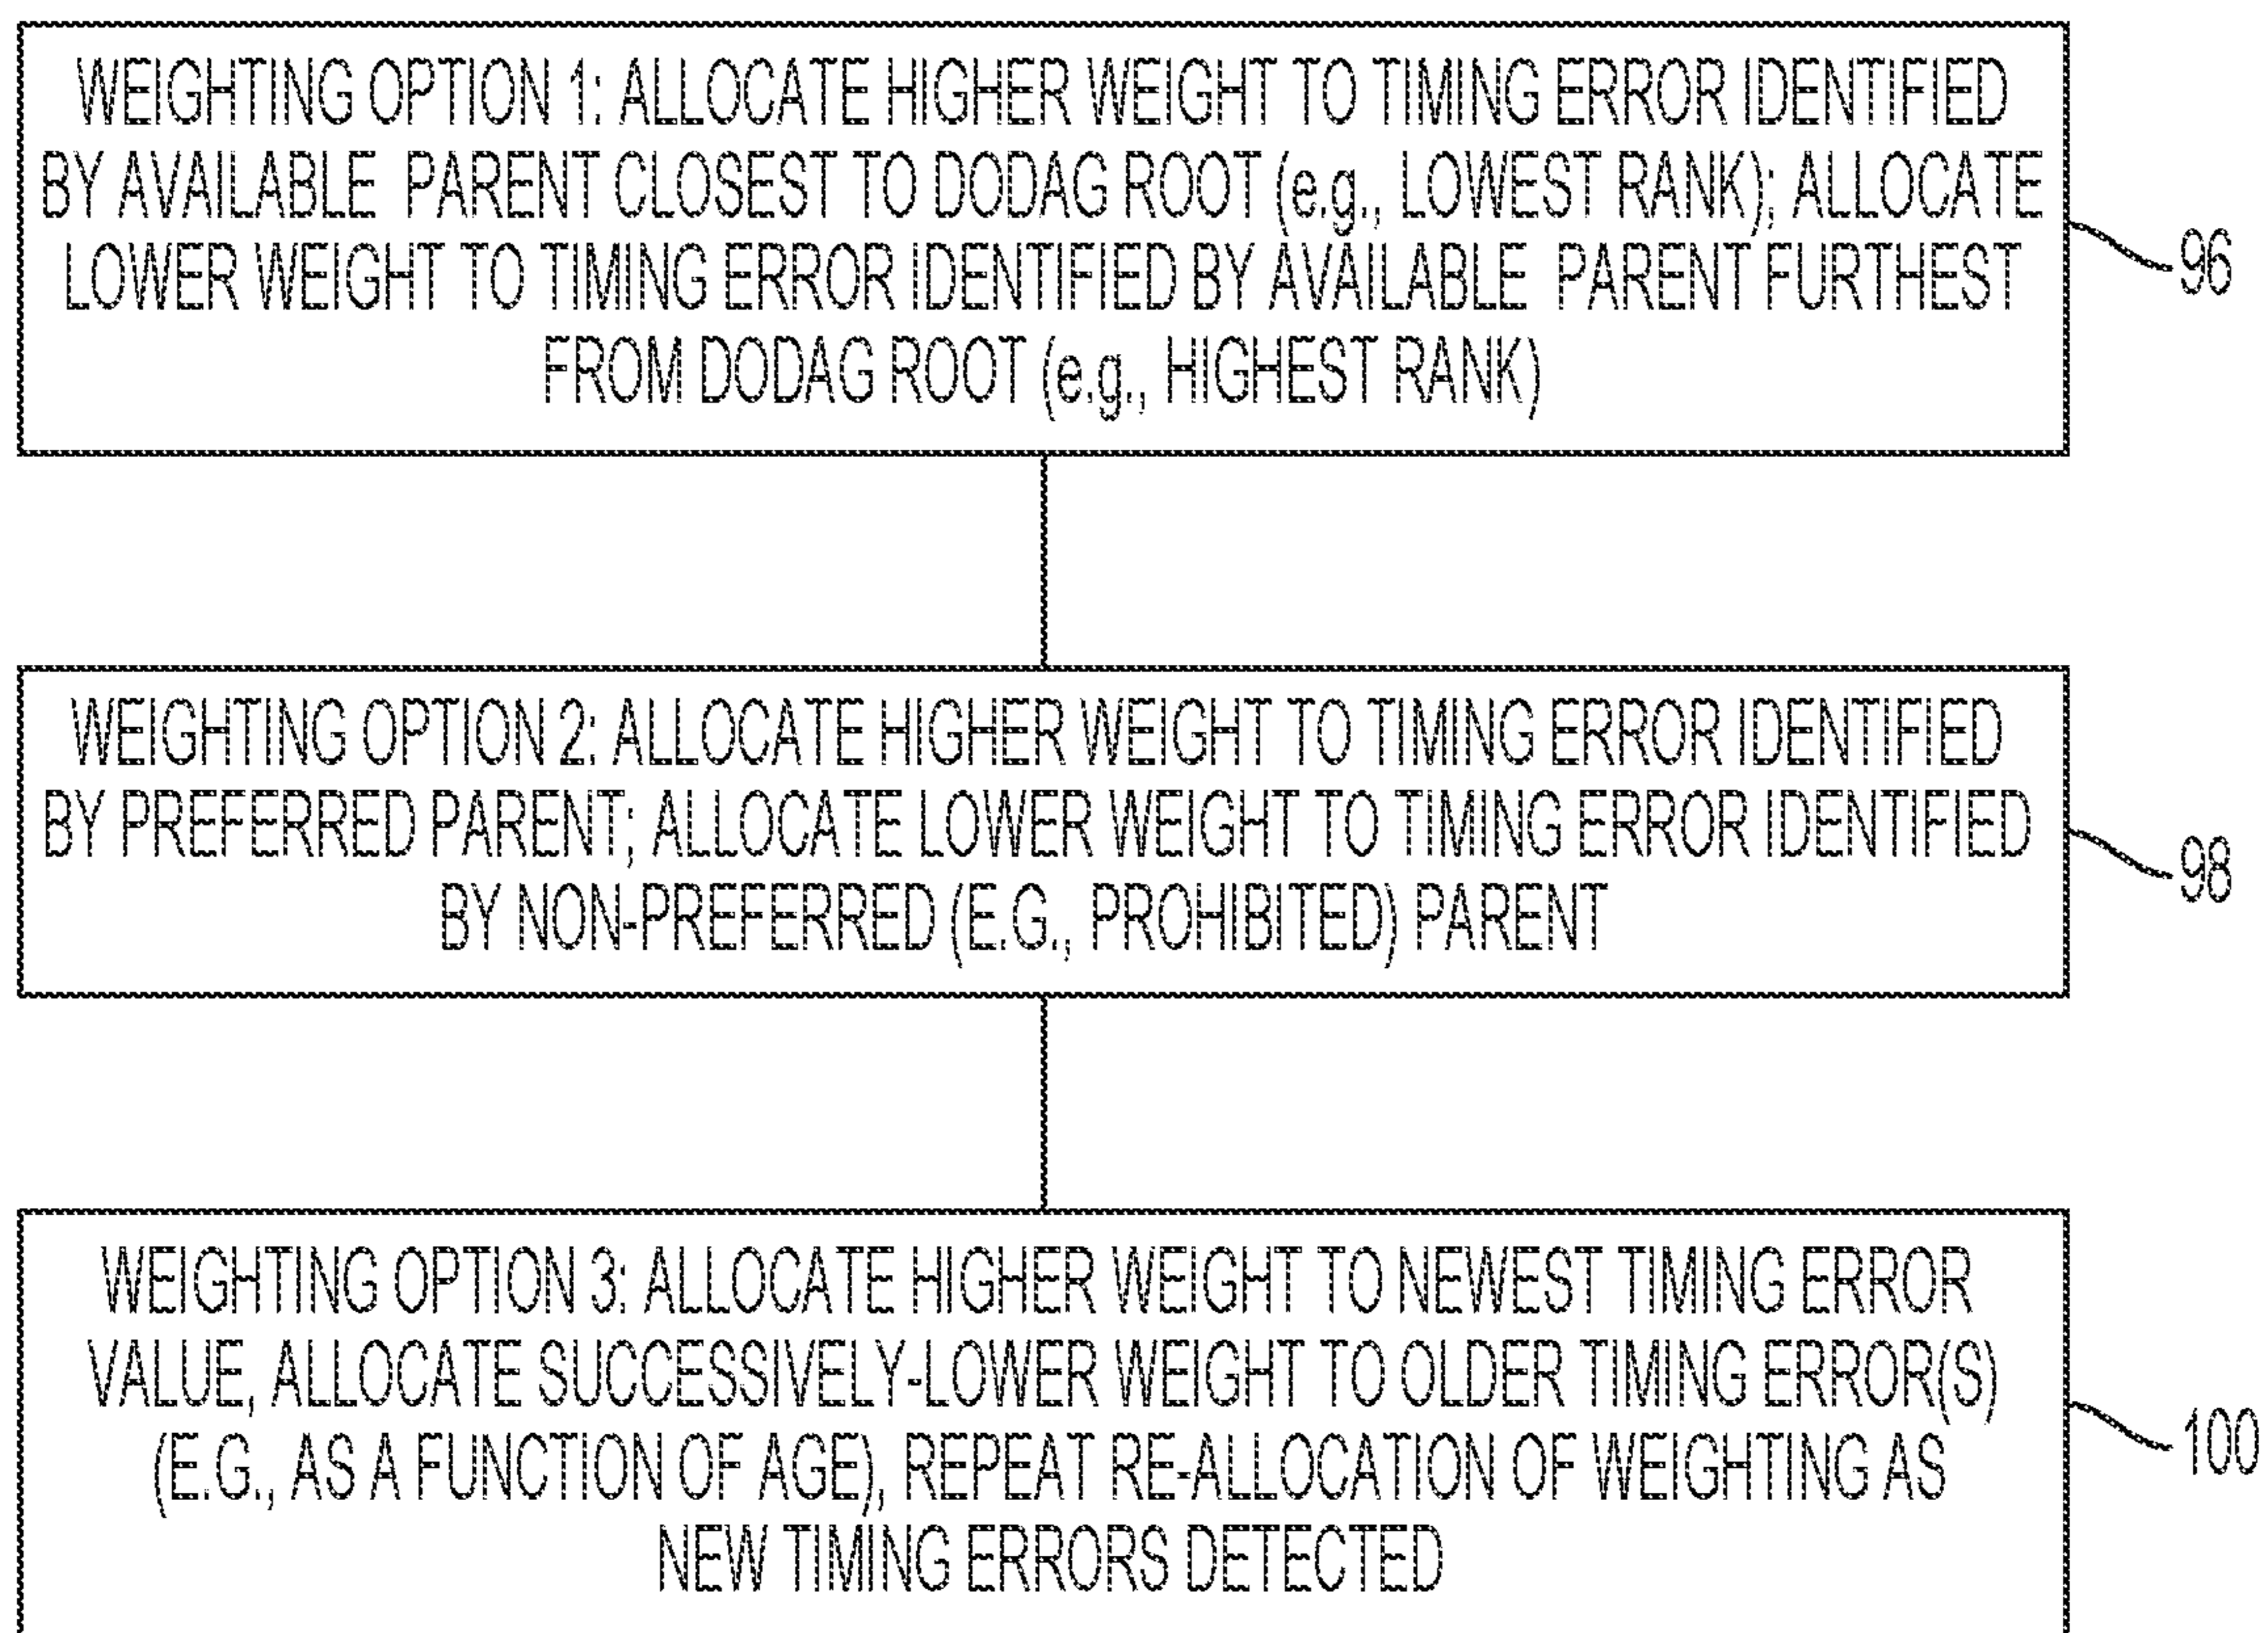 WEIGHTING OPTION 1: ALLOCATE HIGHER WEIGHT TO TIMING ERROR IDENTIFIED
BY AVAILABLE PARENT CLOSEST TO DODAG ROOT (e.g., LOWEST RANK); ALLOCATE
LOWER WEIGHT TO TIMING ERROR IDENTIFIED BY AVAILABLE PARENT FURTHEST
FROM DODAG ROOT (e.g., HIGHEST RANK)
96
WEIGHTING OPTION 2: ALLOCATE HIGHER WEIGHT TO TIMING ERROR IDENTIFIED
BY PREFERRED PARENT; ALLOCATE LOWER WEIGHT TO TIMING ERROR IDENTIFIED
BY NON-PREFERRED (E.G., PROHIBITED) PARENT
98
WEIGHTING OPTION 3: ALLOCATE HIGHER WEIGHT TO NEWEST TIMING ERROR
VALUE, ALLOCATE SUCCESSIVELY-LOWER WEIGHT TO OLDER TIMING ERROR(S)
(E.G., AS A FUNCTION OF AGE), REPEAT RE-ALLOCATION OF WEIGHTING AS
NEW TIMING ERRORS DETECTED
100